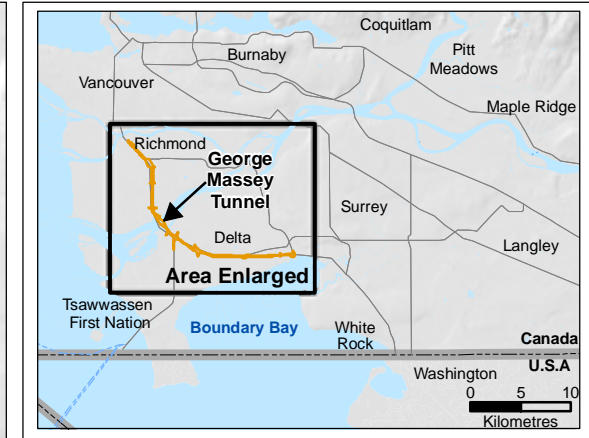 Coquitlam
Burnaby
Pitt
Meadows
Vancouver
Maple Ridge
Richmond
George
Massey
Tunnel
Surrey
Delta
Langley
Area Enlarged
Tsawwassen
First Nation
Boundary Bay
White
Rock
Canada
U.S.A
Washington
0 5 10
Kilometres